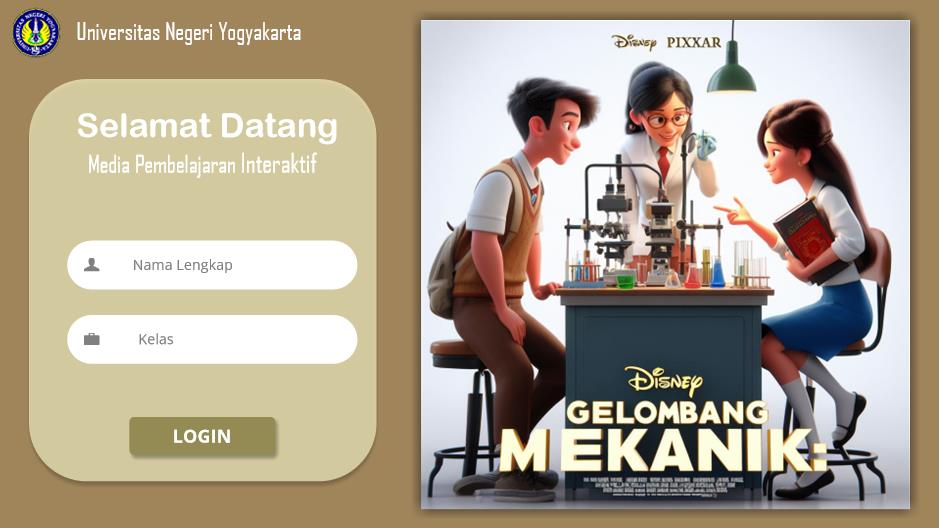 Universitas Negeri Yogyakarta
Selamat Datang
Media Pembelajaran Interaktif
Nama Lengkap
Kelas
LOGIN
Disney PIXXAR
Disney
GELOMBANG
MEKANIK: